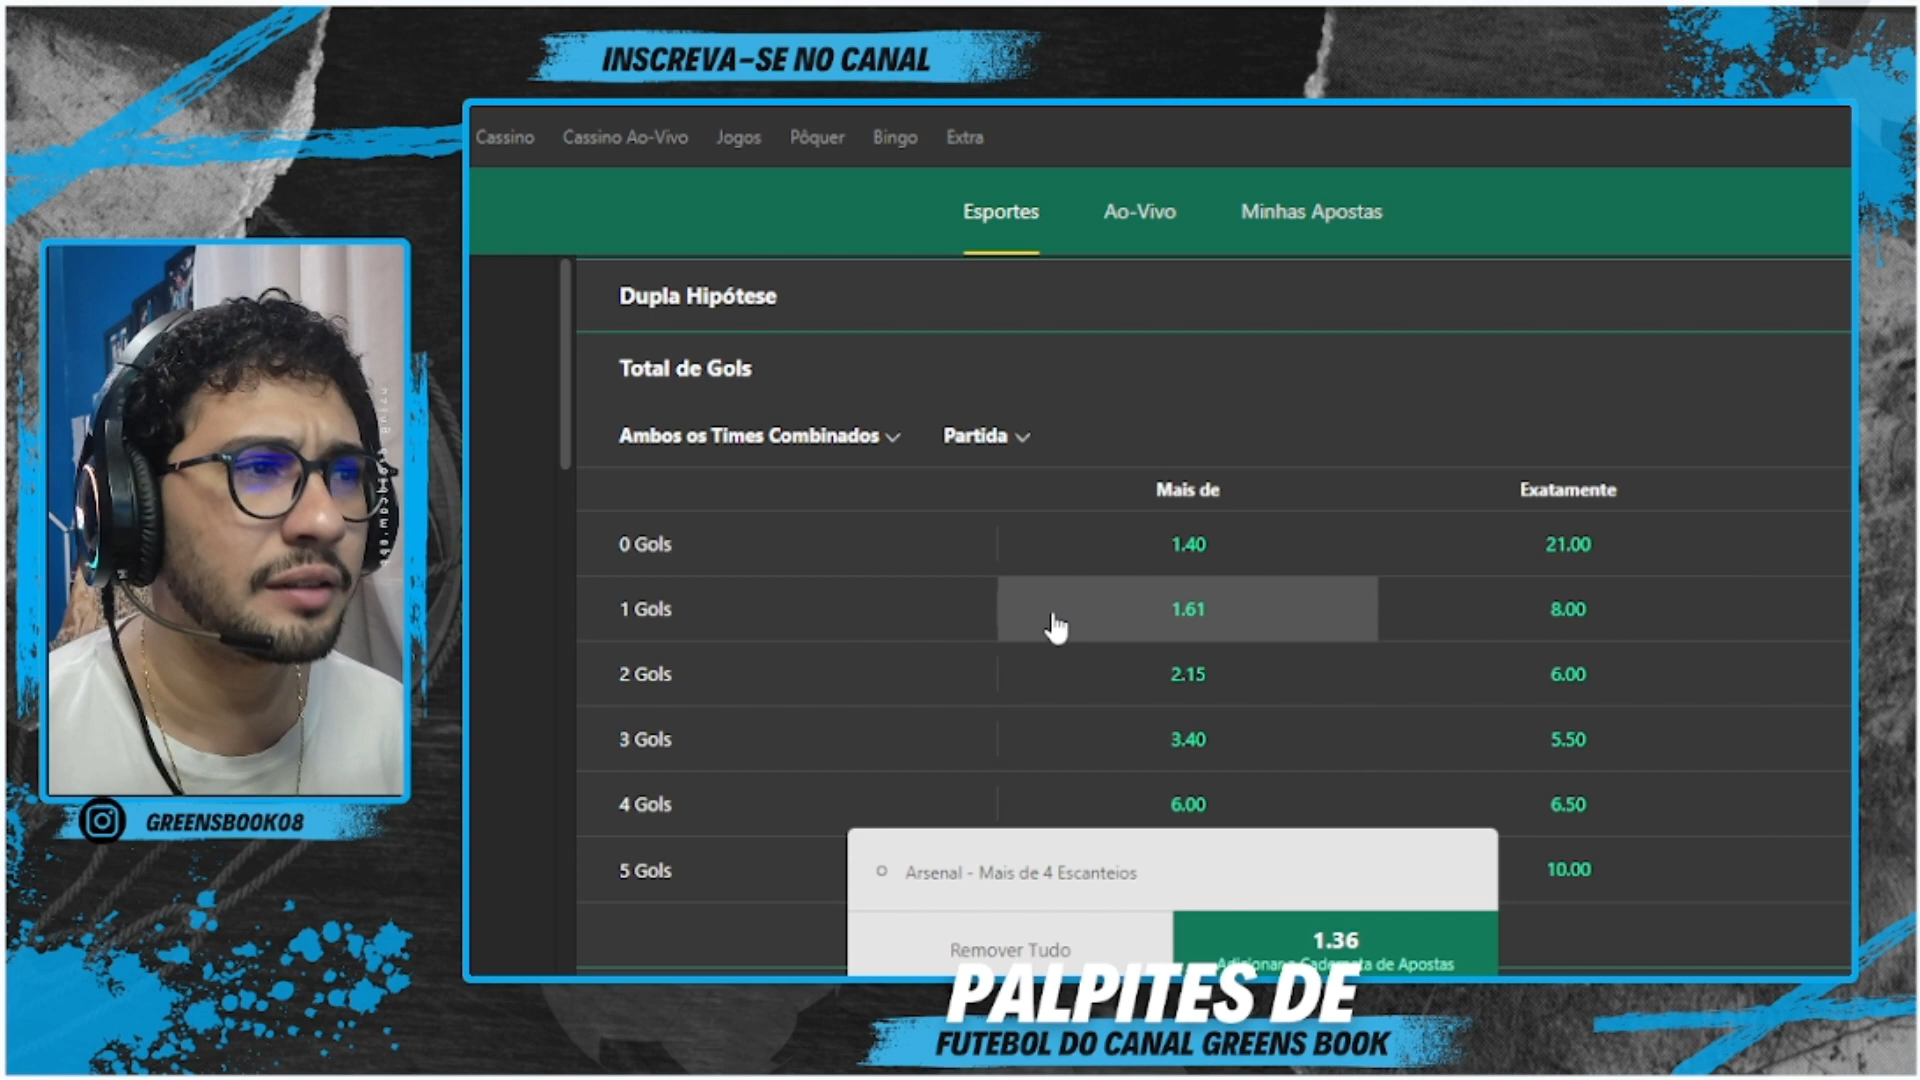 INSCREVA-SE NO CANAL
Cassino Cassino Ao-Vivo Jogos Pôquer Bingo Extra
Esportes Ao-Vivo Minhas Apostas
Dupla Hipótese
Total de Gols
Ambos os Times Combinados Partida
Mais de Exatamente
0 Gols 1.40 21.00
1 Gols 1.61 8.00
2 Gols 2.15 6.00
3 Gols 3.40 5.50
4 Gols 6.00 6.50
5 Gols 10.00
Arsenal - Mais de 4 Escanteios
Remover Tudo 1.36
Adicionar a Caderneta de Apostas
GREENSBOOK08
PALPITES DE
FUTEBOL DO CANAL GREENS BOOK